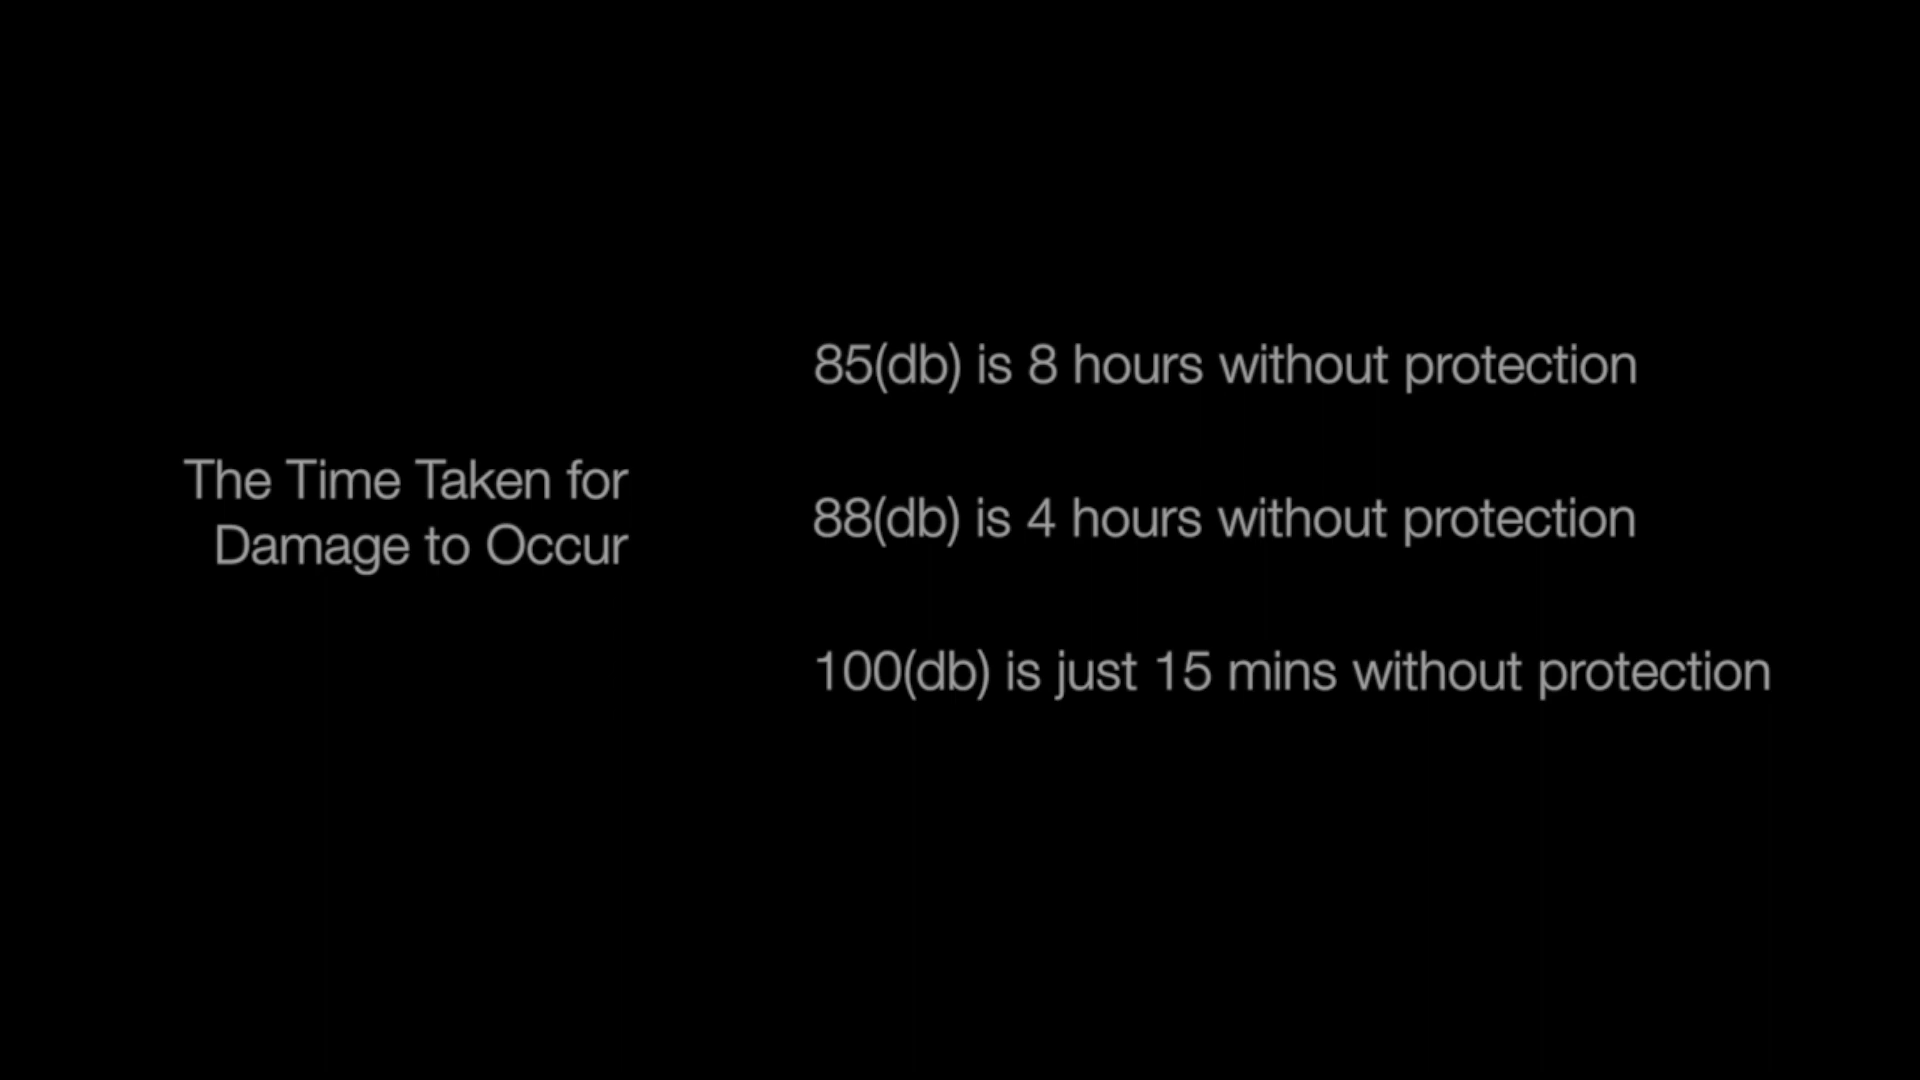 The Time Taken for
Damage to Occur
85(db) is 8 hours without protection
88(db) is 4 hours without protection
100(db) is just 15 mins without protection